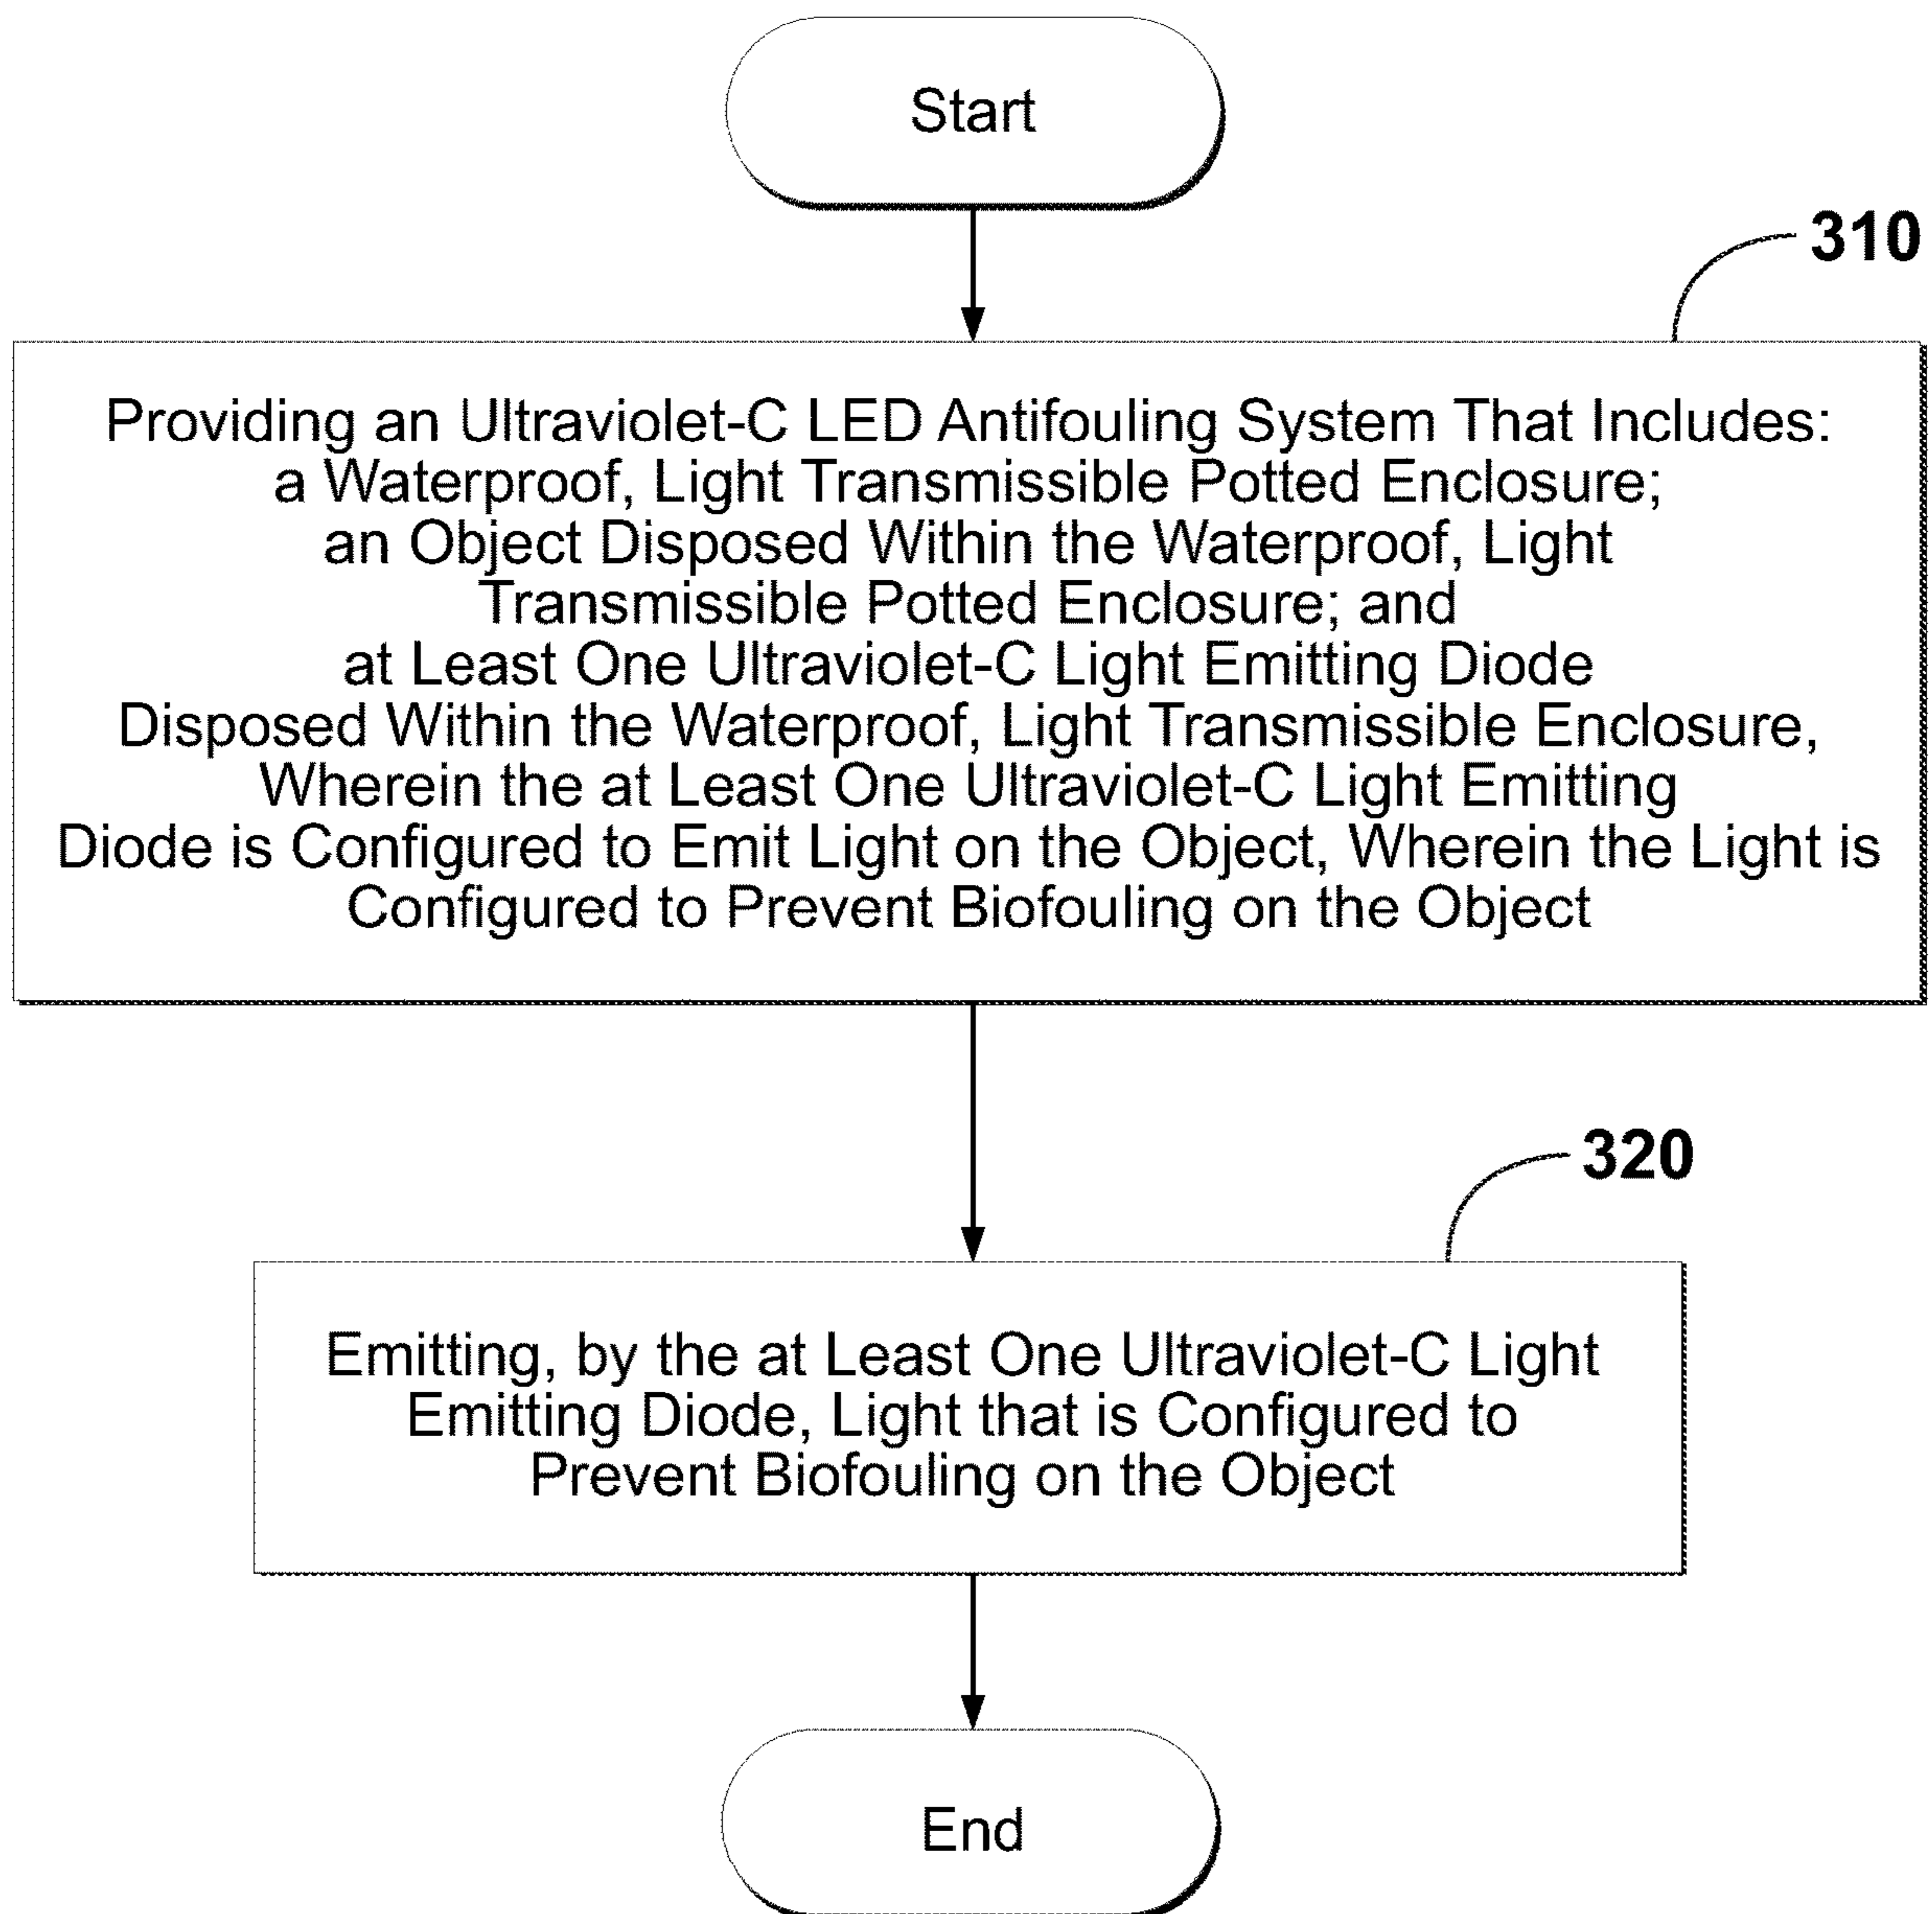 Start
310
Providing an Ultraviolet-C LED Antifouling System That Includes:
a Waterproof, Light Transmissible Potted Enclosure;
an Object Disposed Within the Waterproof, Light
Transmissible Potted Enclosure; and
at Least One Ultraviolet-C Light Emitting Diode
Disposed Within the Waterproof, Light Transmissible Enclosure,
Wherein the at Least One Ultraviolet-C Light Emitting
Diode is Configured to Emit Light on the Object, Wherein the Light is
Configured to Prevent Biofouling on the Object
320
Emitting, by the at Least One Ultraviolet-C Light
Emitting Diode, Light that is Configured to
Prevent Biofouling on the Object
End